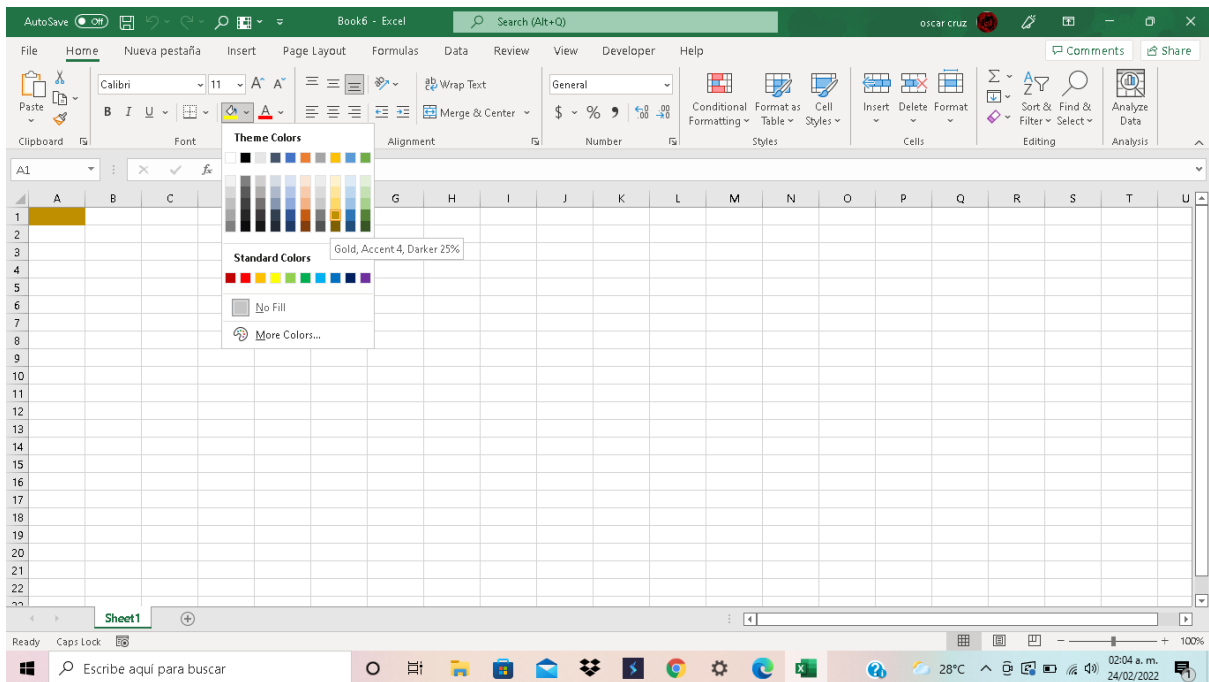 AutoSave Off Book6 - Excel Search (Alt+Q) oscar cruz
File Home Nueva pestaña Insert Page Layout Formulas Data Review View Developer Help Comments Share
Paste
Calibri 11
B I U A
Wrap Text
Merge & Center
General
$ %
Conditional Formatting
Format as Table
Cell Styles
Insert Delete Format
Sort & Filter
Find & Select
Analyze Data
Clipboard Font Alignment Number Styles Cells Editing Analysis
A1 fx
A B C G H I J K L M N O P Q R S T U
Theme Colors
Gold, Accent 4, Darker 25%
Standard Colors
No Fill
More Colors...
1
2
3
4
5
6
7
8
9
10
11
12
13
14
15
16
17
18
19
20
21
22
23
Sheet1
Ready Caps Lock 100%
Escribe aquí para buscar 28°C 02:04 a. m.
24/02/2022